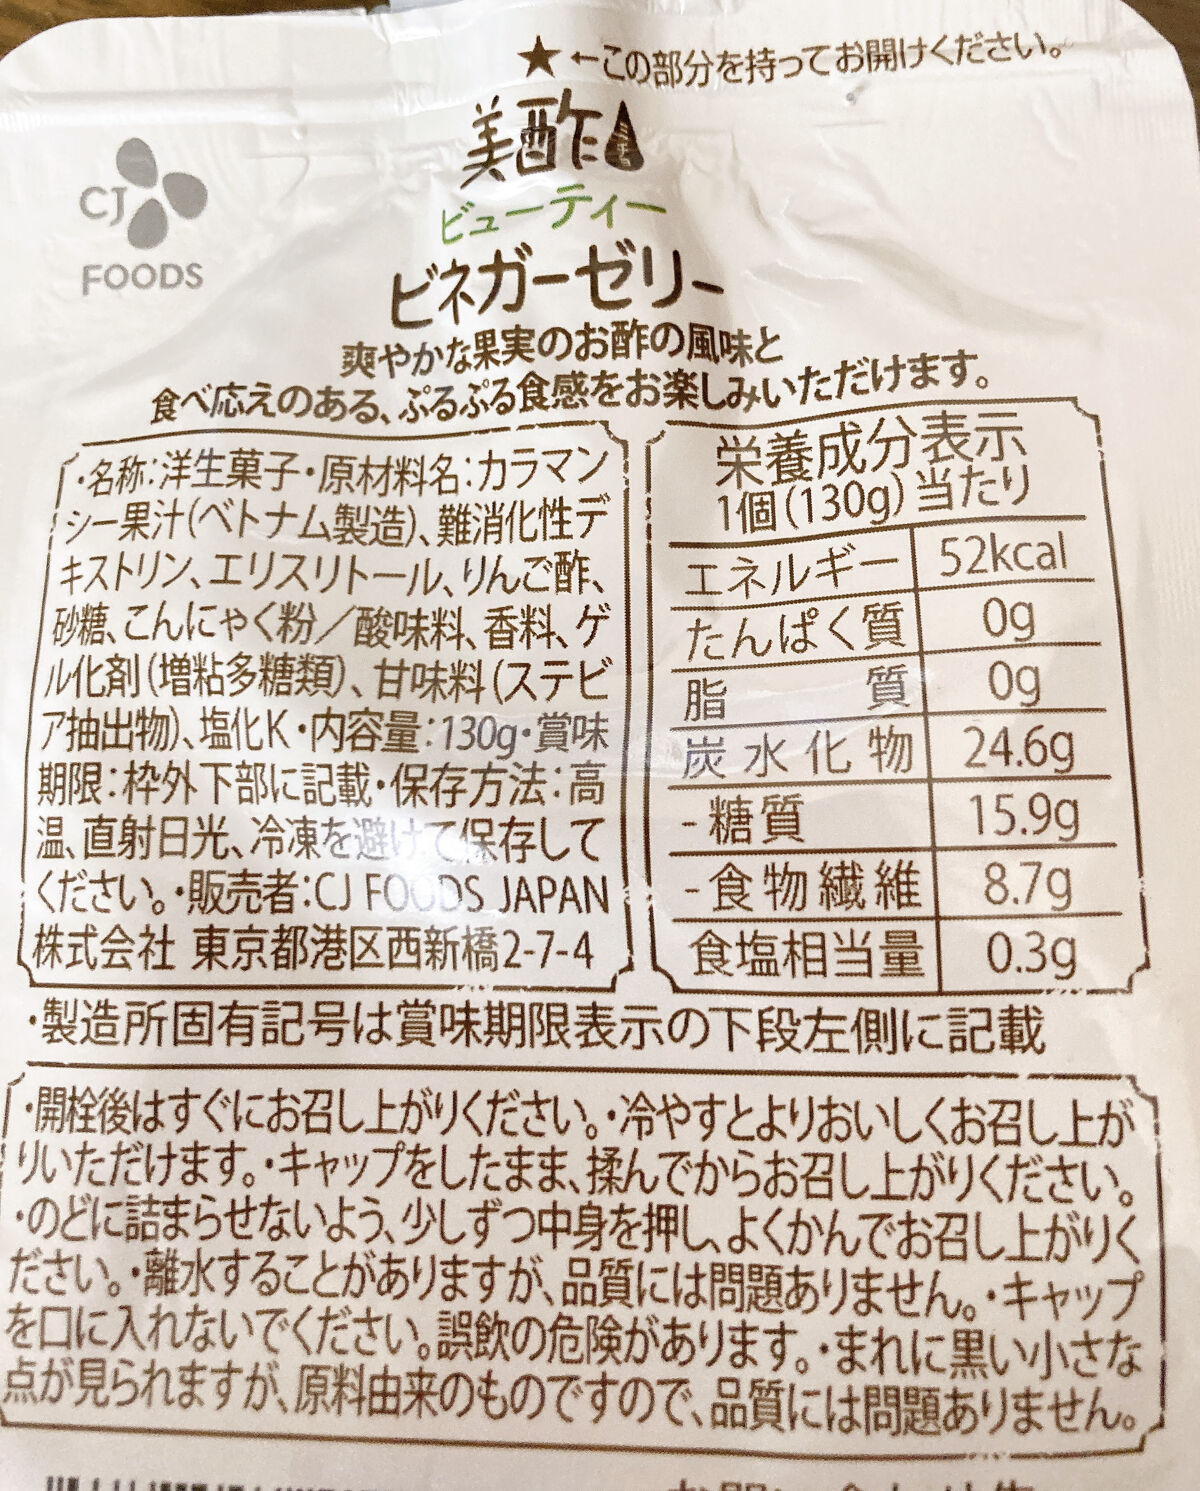 ★←この部分を持ってお開けください。
美酢 ミチョ
CJ
FOODS
ビューティー
ビネガーゼリー
爽やかな果実のお酢の風味と
食べ応えのある、ぷるぷる食感をお楽しみいただけます。
・名称:洋生菓子・原材料名:カラマン
シー果汁(ベトナム製造)、難消化性デ
キストリン、エリスリトール、りんご酢、
砂糖、こんにゃく粉／酸味料、香料、ゲ
ル化剤(増粘多糖類)、甘味料(ステビ
ア抽出物)、塩化K・内容量:130g・賞味
期限:枠外下部に記載・保存方法:高
温、直射日光、冷凍を避けて保存して
ください。・販売者:CJ FOODS JAPAN
株式会社 東京都港区西新橋2-7-4
栄養成分表示
1個(130g)当たり
エネルギー 52kcal
たんぱく質 0g
脂質 0g
炭水化物 24.6g
-糖質 15.9g
-食物繊維 8.7g
食塩相当量 0.3g
・製造所固有記号は賞味期限表示の下段左側に記載
・開栓後はすぐにお召し上がりください。・冷やすとよりおいしくお召し上が
りいただけます。・キャップをしたまま、揉んでからお召し上がりください。
・のどに詰まらせないよう、少しずつ中身を押し、よくかんでお召し上がりく
ださい。・離水することがありますが、品質には問題ありません。・キャップ
を口に入れないでください。誤飲の危険があります。・まれに黒い小さな
点が見られますが、原料由来のものですので、品質には問題ありません。